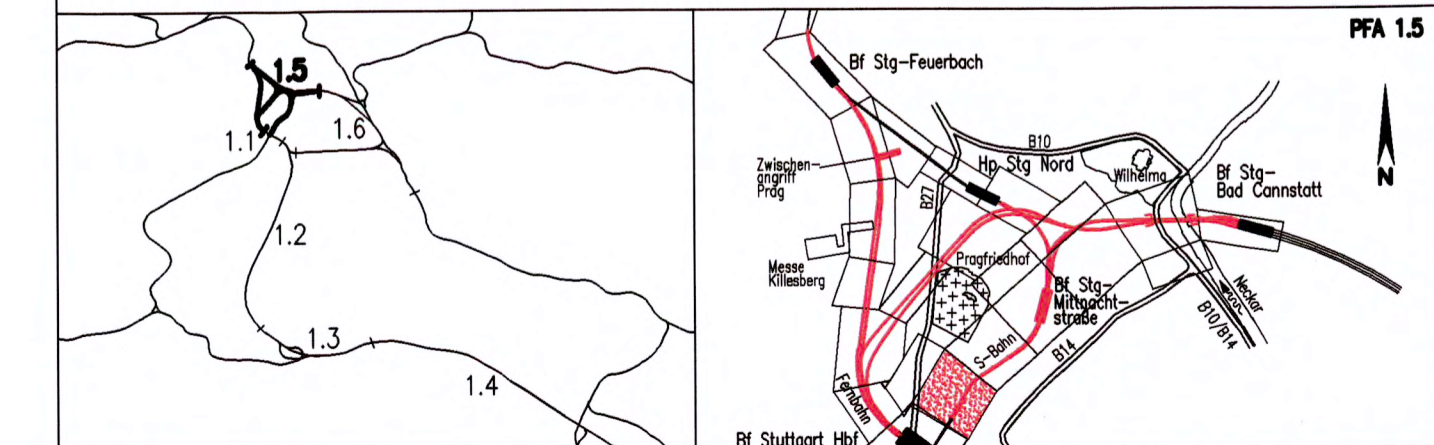 1.5
1.1
1.6
1.2
1.3
1.4
PFA 1.5
Bf Stg-Feuerbach
B10
Zwischen-
angriff
Prag
Hp Stg Nord
Wilhelma
Bf Stg-
Bad Cannstatt
N
B27
Messe
Killesberg
Pragfriedhof
Bf Stg-
Mittnacht-
straße
Neckar
B10/B14
S-Bahn
B14
Fernbahn
Bf Stuttgart Hbf